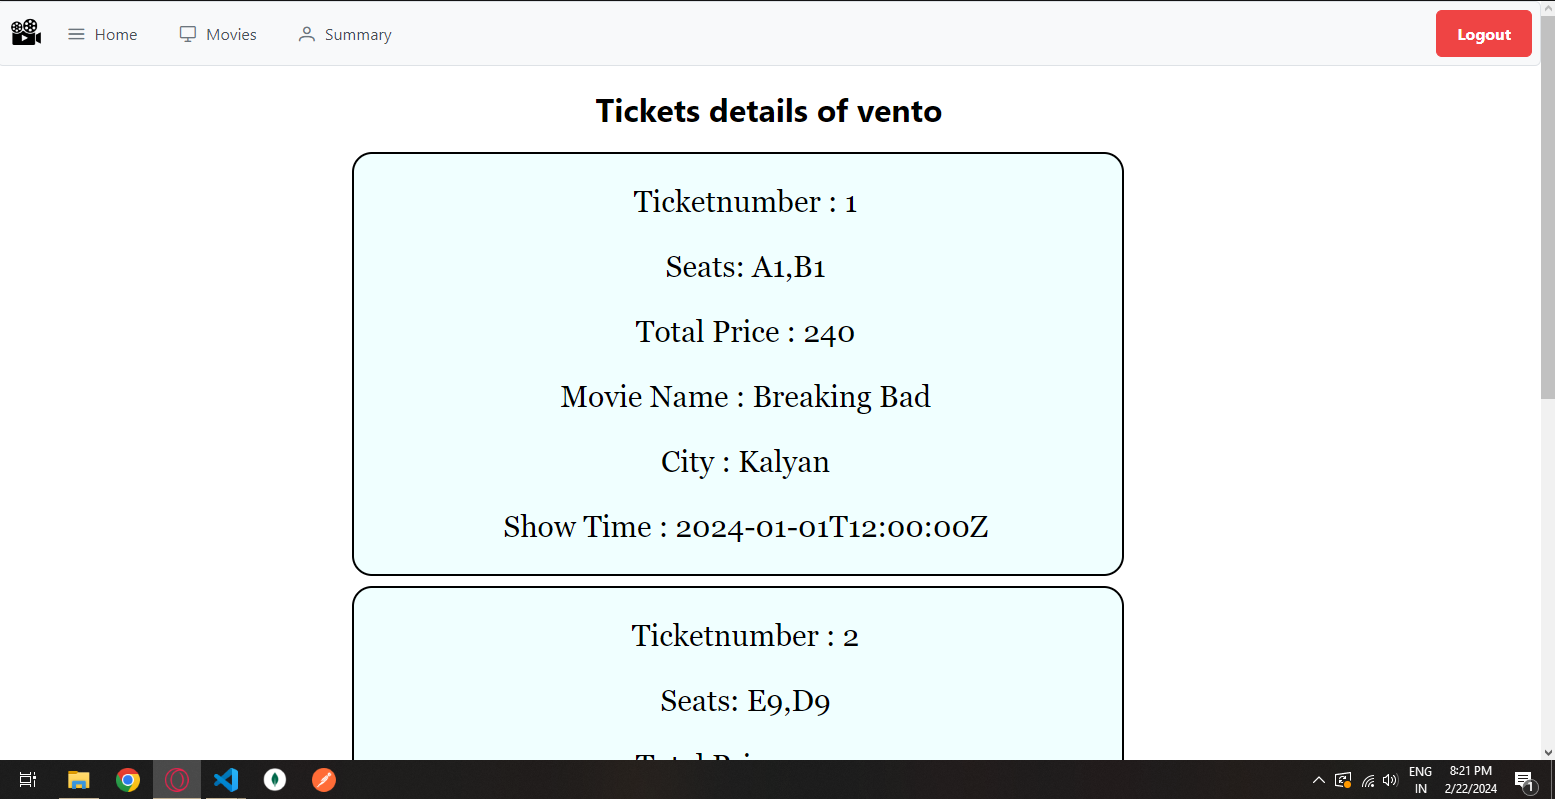 Home
Movies
Summary
Logout
Tickets details of vento
Ticketnumber : 1
Seats: A1,B1
Total Price : 240
Movie Name : Breaking Bad
City : Kalyan
Show Time : 2024-01-01T12:00:00Z
Ticketnumber : 2
Seats: E9,D9
Total Pri
ENG
IN
8:21 PM
2/22/2024
1